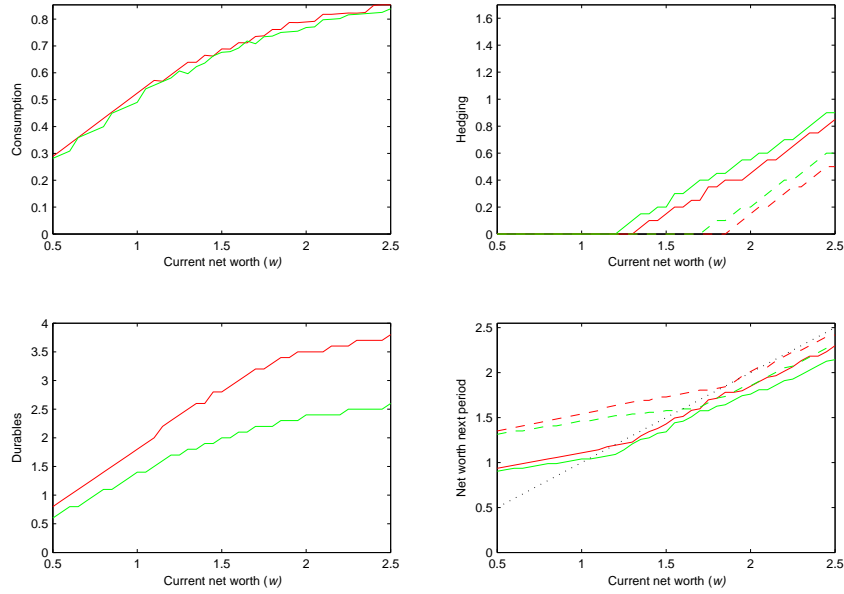 Consumption
0.8
0.7
0.6
0.5
0.4
0.3
0.2
0.1
0
0.5 1 1.5 2 2.5
Current net worth (w)
Hedging
1.6
1.4
1.2
1
0.8
0.6
0.4
0.2
0
0.5 1 1.5 2 2.5
Current net worth (w)
Durables
4
3.5
3
2.5
2
1.5
1
0.5
0
0.5 1 1.5 2 2.5
Current net worth (w)
Net worth next period
2.5
2
1.5
1
0.5
0
0.5 1 1.5 2 2.5
Current net worth (w)